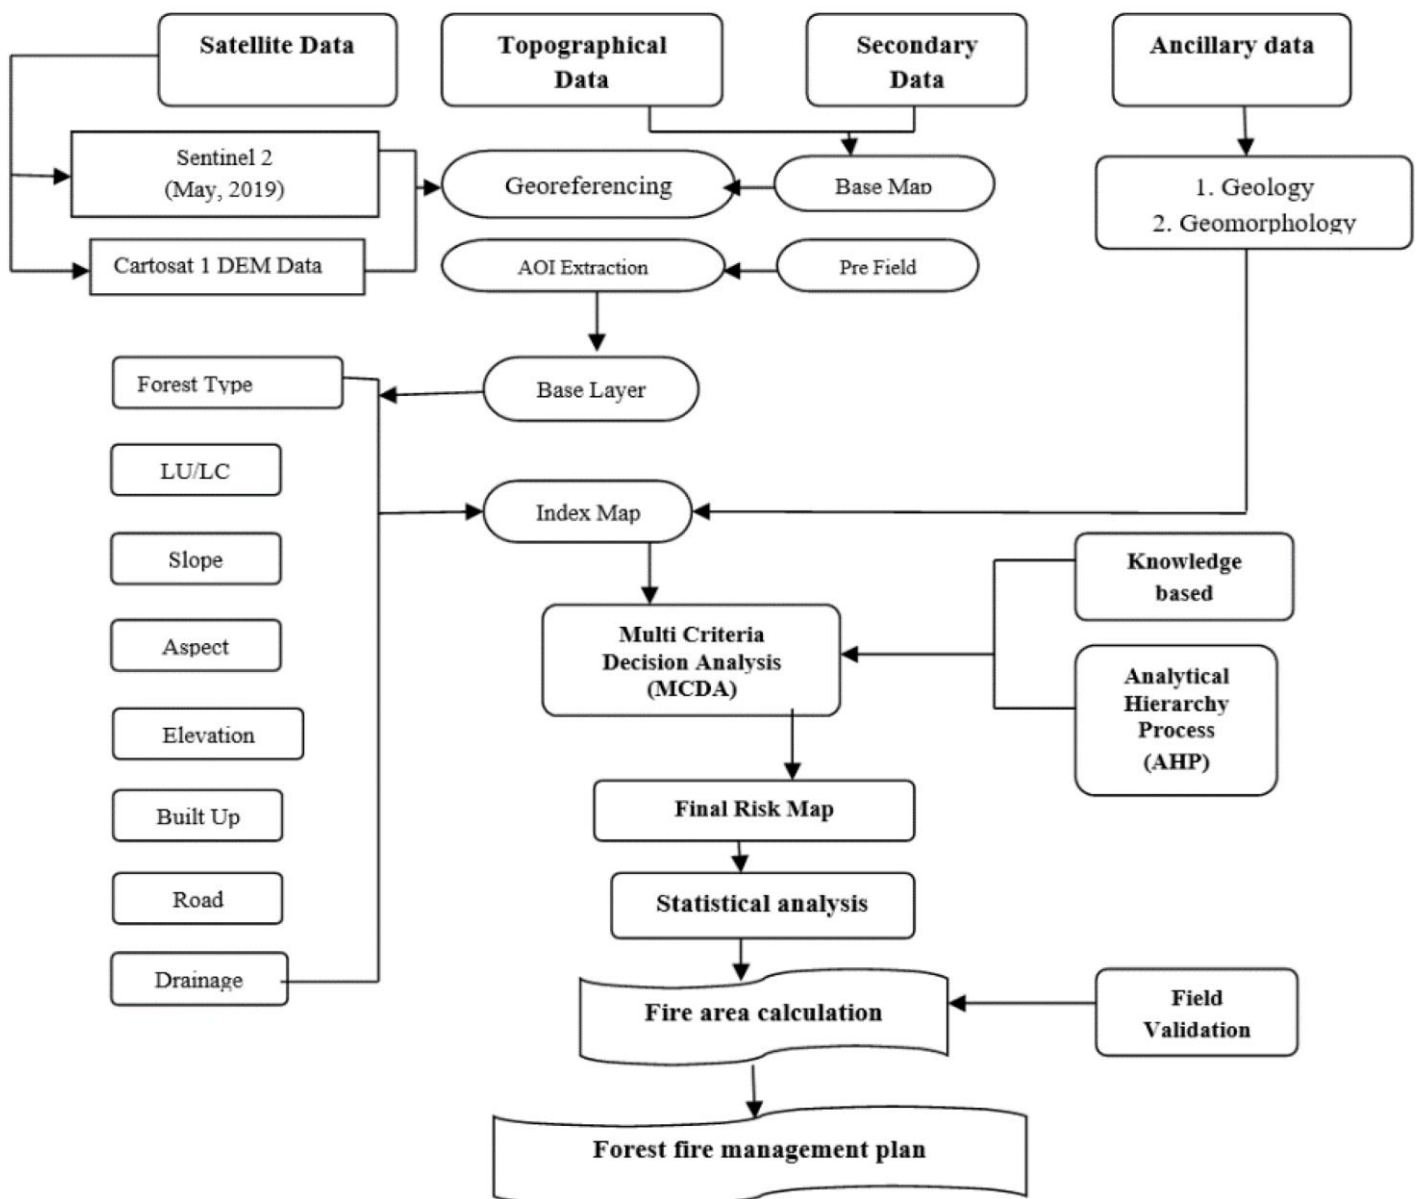 Satellite Data
Topographical
Data
Secondary
Data
Ancillary data
Sentinel 2
(May, 2019)
Georeferencing
Base Map
1. Geology
2. Geomorphology
Cartosat 1 DEM Data
AOI Extraction
Pre Field
Forest Type
Base Layer
LU/LC
Index Map
Slope
Knowledge
based
Aspect
Multi Criteria
Decision Analysis
(MCDA)
Analytical
Hierarchy
Process
(AHP)
Elevation
Built Up
Final Risk Map
Road
Statistical analysis
Drainage
Fire area calculation
Field
Validation
Forest fire management plan